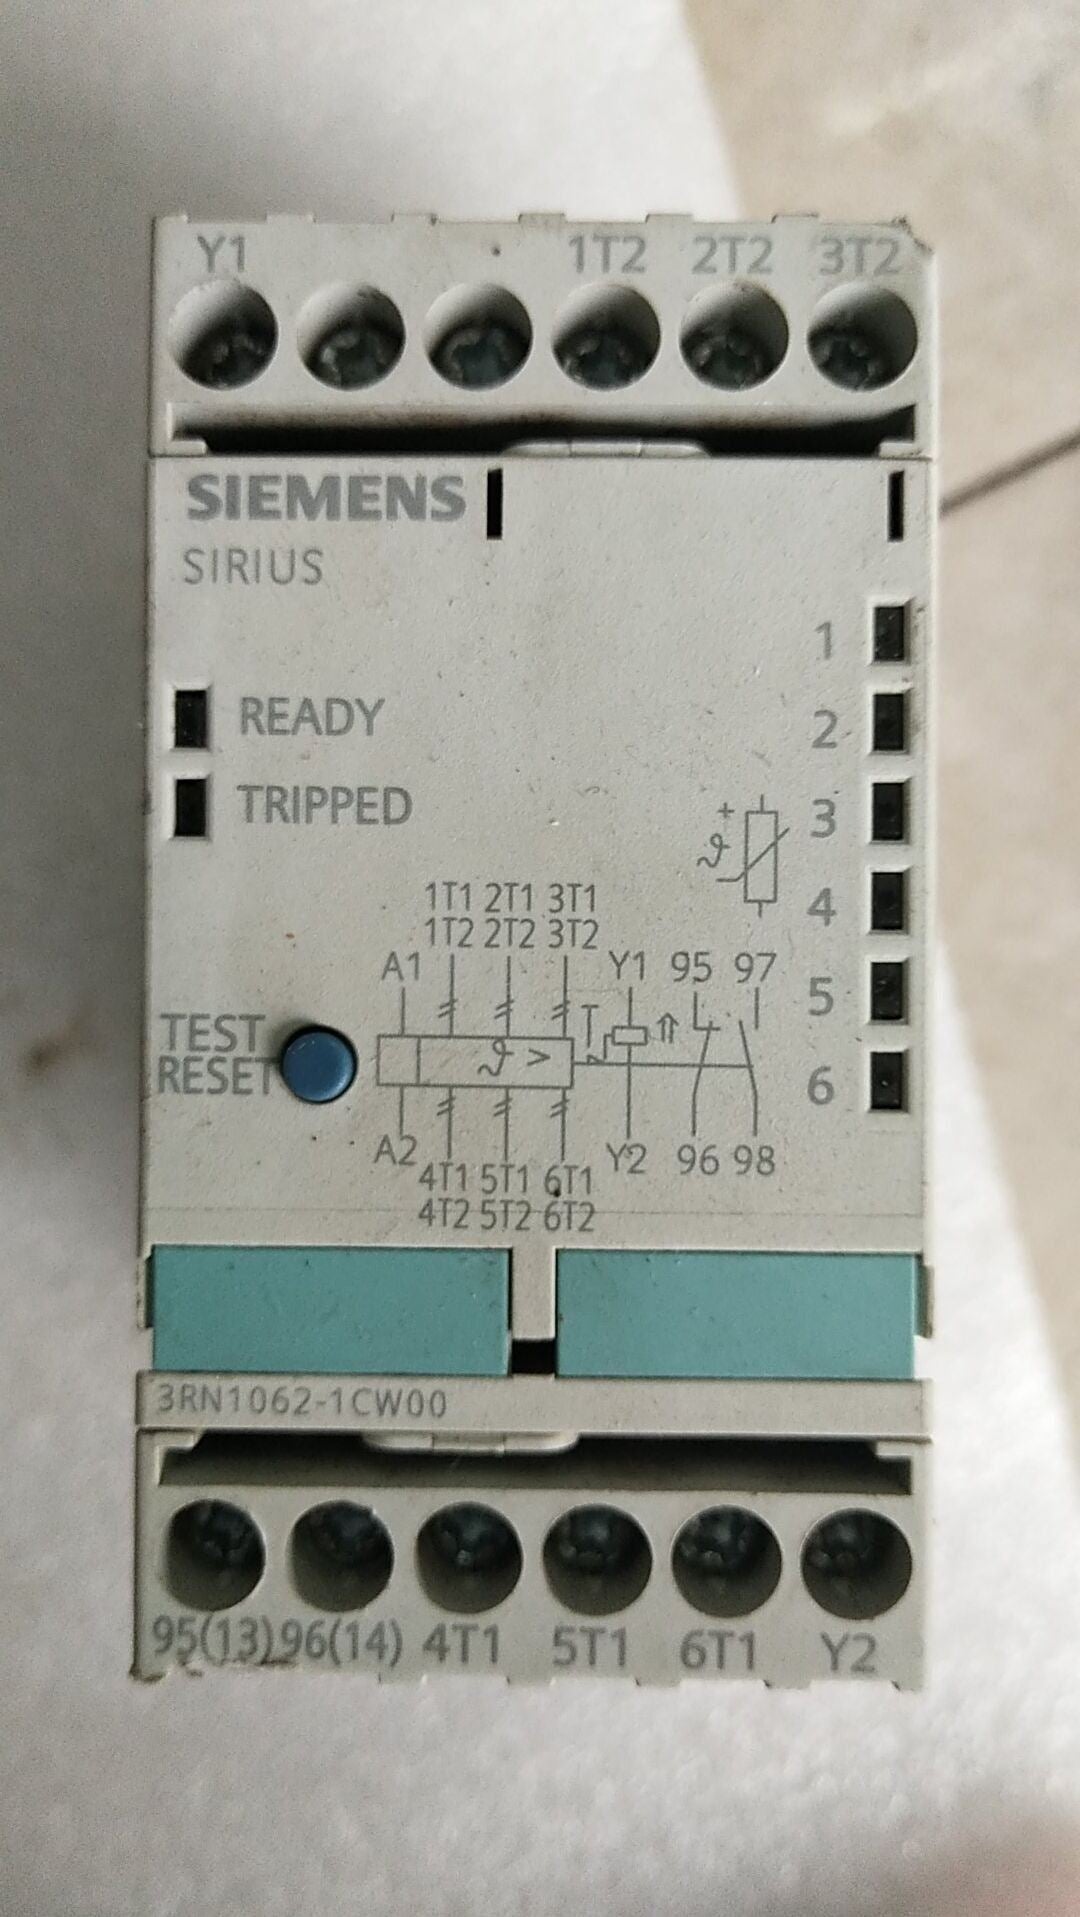 Y1 1T2 2T2 3T2
SIEMENS
SIRIUS
1
READY
2
TRIPPED
3
+
ϑ
4
1T1 2T1 3T1
1T2 2T2 3T2
A1 Y1 95 97
5
TEST
RESET
ϑ >
6
A2 Y2 96 98
4T1 5T1 6T1
4T2 5T2 6T2
3RN1062-1CW00
95(13) 96(14) 4T1 5T1 6T1 Y2